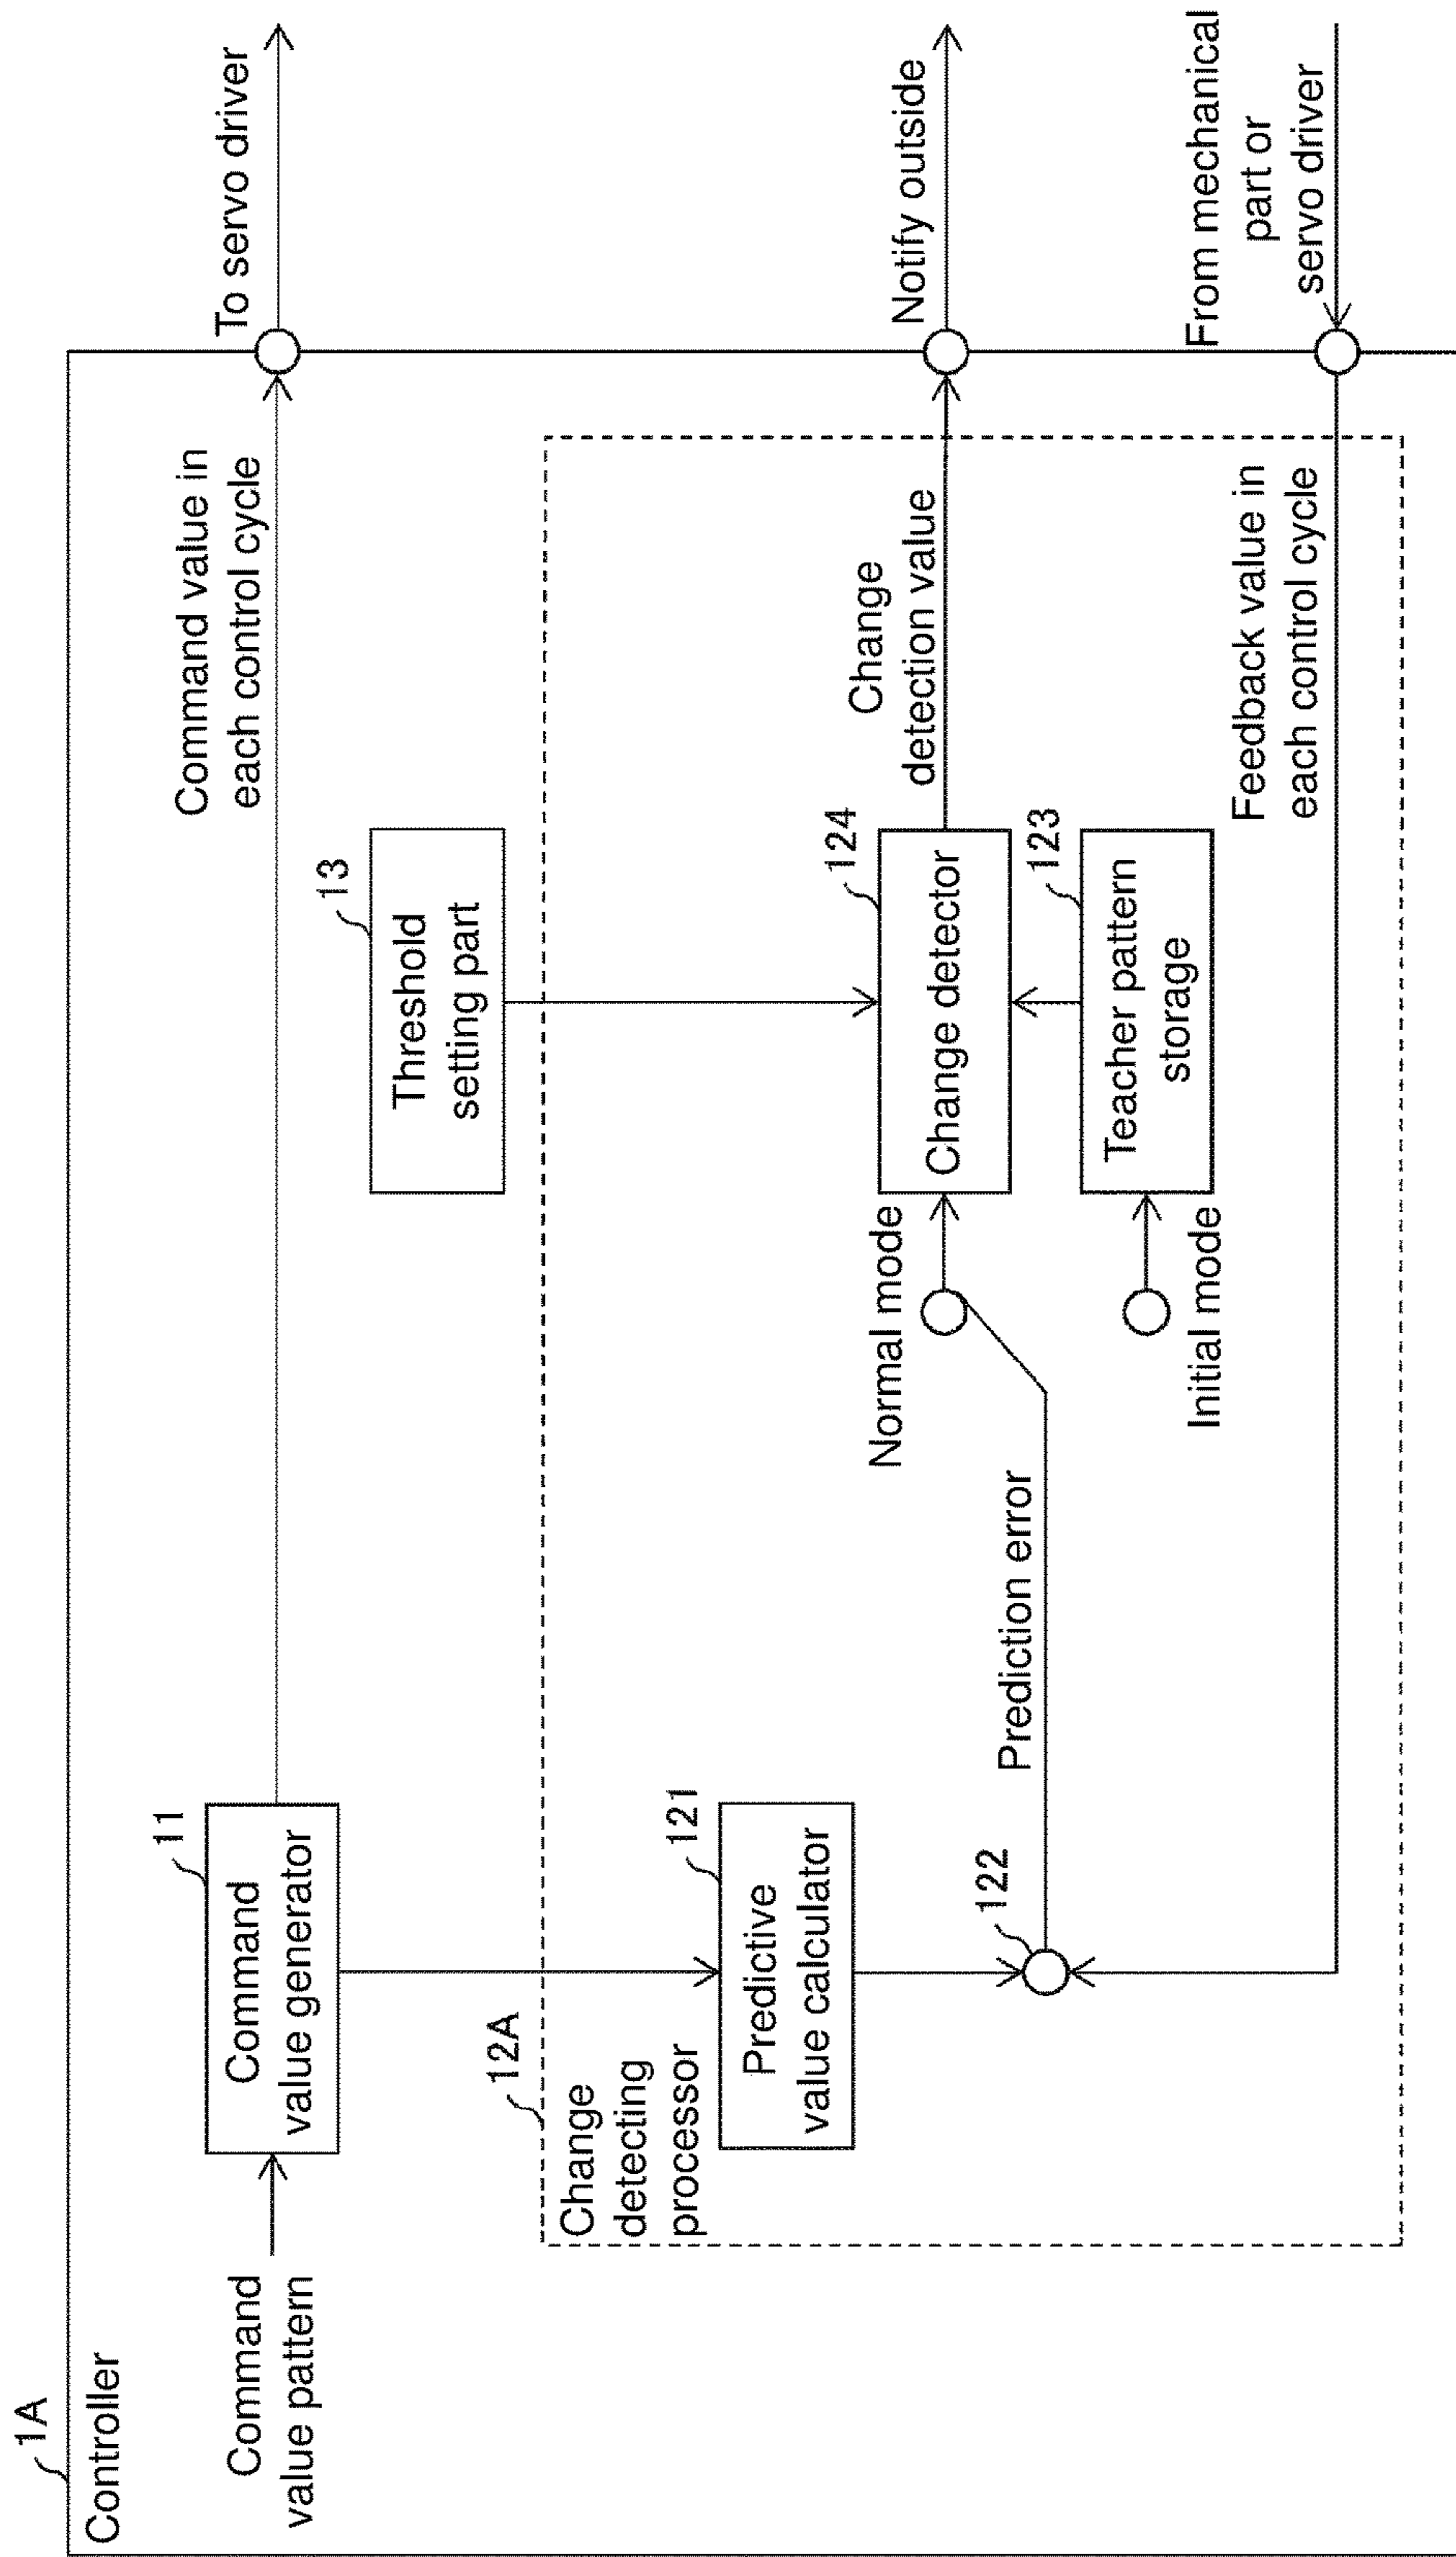 1A
Controller
Command
value pattern
11
Command
value generator
Command value in
each control cycle
To servo driver
13
Threshold
setting part
12A
Change
detecting
processor
121
Predictive
value calculator
122
Prediction error
Normal mode
Initial mode
124
Change detector
123
Teacher pattern
storage
Change
detection value
Notify outside
Feedback value in
each control cycle
From mechanical
part or
servo driver